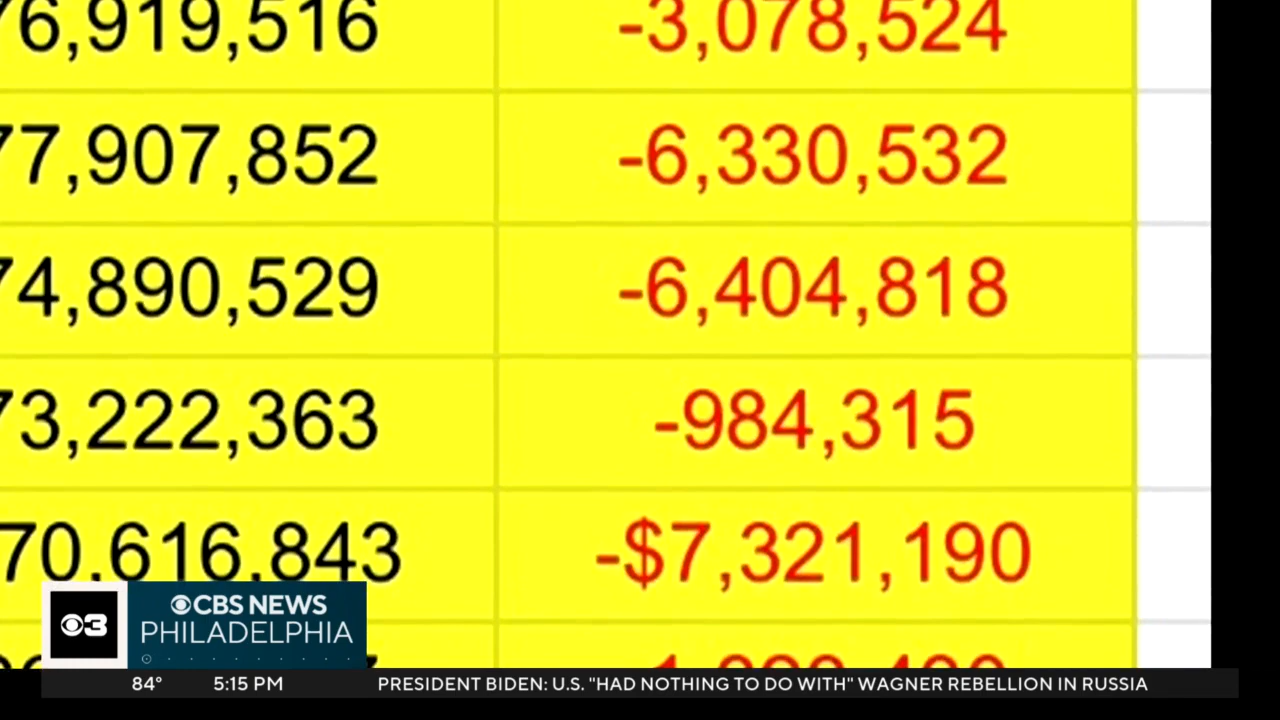 76,919,516 -3,078,524
77,907,852 -6,330,532
74,890,529 -6,404,818
73,222,363 -984,315
70,616,843 -$7,321,190
3 CBS NEWS
PHILADELPHIA
84° 5:15 PM PRESIDENT BIDEN: U.S. "HAD NOTHING TO DO WITH" WAGNER REBELLION IN RUSSIA